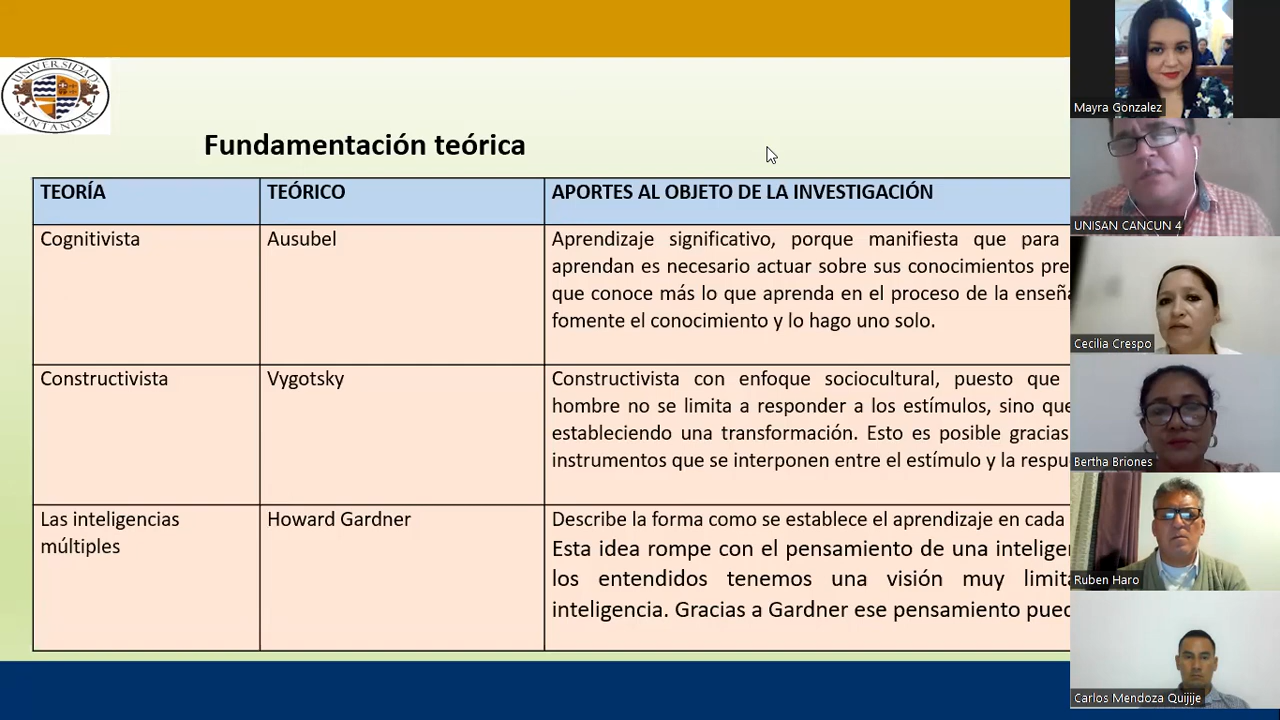 UNIVERSIDAD
SANTANDER
Fundamentación teórica
TEORÍA
TEÓRICO
APORTES AL OBJETO DE LA INVESTIGACIÓN
Cognitivista
Ausubel
Aprendizaje significativo, porque manifiesta que para
aprendan es necesario actuar sobre sus conocimientos pre
que conoce más lo que aprenda en el proceso de la enseña
fomente el conocimiento y lo hago uno solo.
Constructivista
Vygotsky
Constructivista con enfoque sociocultural, puesto que
hombre no se limita a responder a los estímulos, sino que
estableciendo una transformación. Esto es posible gracias
instrumentos que se interponen entre el estímulo y la respu
Las inteligencias
múltiples
Howard Gardner
Describe la forma como se establece el aprendizaje en cada
Esta idea rompe con el pensamiento de una inteligen
los entendidos tenemos una visión muy limita
inteligencia. Gracias a Gardner ese pensamiento pued
Mayra Gonzalez
UNISAN CANCUN 4
Cecilia Crespo
Bertha Briones
Ruben Haro
Carlos Mendoza Quijije